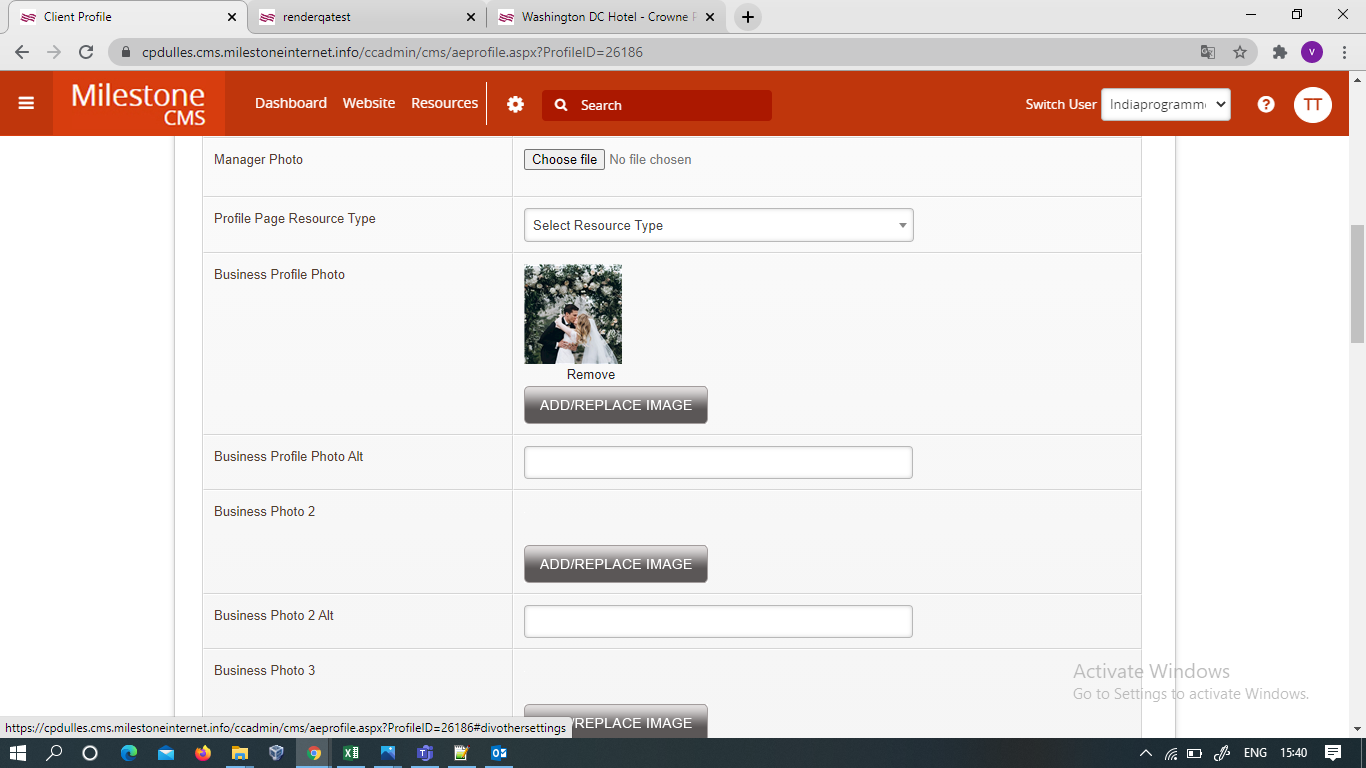 Client Profile
renderqatest
Washington DC Hotel - Crowne
cpdulles.cms.milestoneinternet.info/ccadmin/cms/aeprofile.aspx?ProfileID=26186
V
Milestone
CMS
Dashboard Website Resources
Search
Switch User
Indiaprogramm
?
TT
Manager Photo
Choose file No file chosen
Profile Page Resource Type
Select Resource Type
Business Profile Photo
Remove
ADD/REPLACE IMAGE
Business Profile Photo Alt
Business Photo 2
ADD/REPLACE IMAGE
Business Photo 2 Alt
Business Photo 3
/REPLACE IMAGE
Activate Windows
Go to Settings to activate Windows.
https://cpdulles.cms.milestoneinternet.info/ccadmin/cms/aeprofile.aspx?ProfileID=26186#divothersettings
ENG 15:40